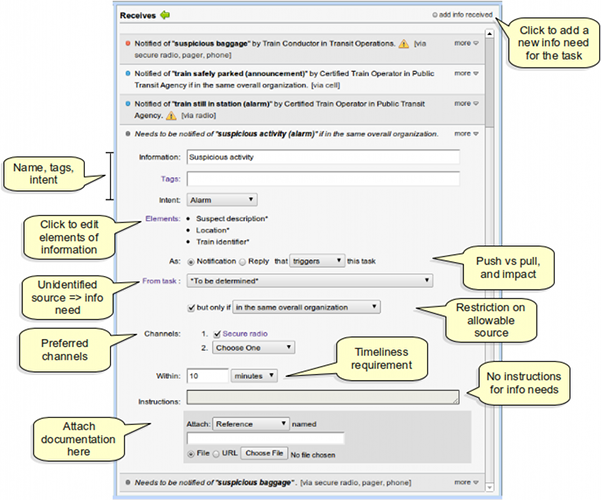 Receives
add info received
Click to add a
new info need
for the task
Notified of "suspicious baggage" by Train Conductor in Transit Operations. [via
secure radio, pager, phone]
more
Notified of "train safely parked (announcement)" by Certified Train Operator in Public
Transit Agency if in the same overall organization. [via cell]
more
Notified of "train still in station (alarm)" by Certified Train Operator in Public Transit
Agency. [via radio]
more
Needs to be notified of "suspicious activity (alarm)" if in the same overall organization.
more
Name, tags,
intent
Information: Suspicious activity
Tags:
Intent: Alarm
Click to edit
elements of
information
Elements:
• Suspect description*
• Location*
• Train identifier*
As: Notification Reply that triggers this task
Push vs pull,
and impact
Unidentified
source => info
need
From task : *To be determined*
but only if in the same overall organization
Restriction on
allowable
source
Preferred
channels
Channels: 1. Secure radio
2. Choose One
Timeliness
requirement
Within: 10 minutes
No instructions
for info needs
Instructions:
Attach
documentation
here
Attach: Reference named
File URL Choose File No file chosen
Needs to be notified of "suspicious baggage" . [via secure radio, pager, phone]
more